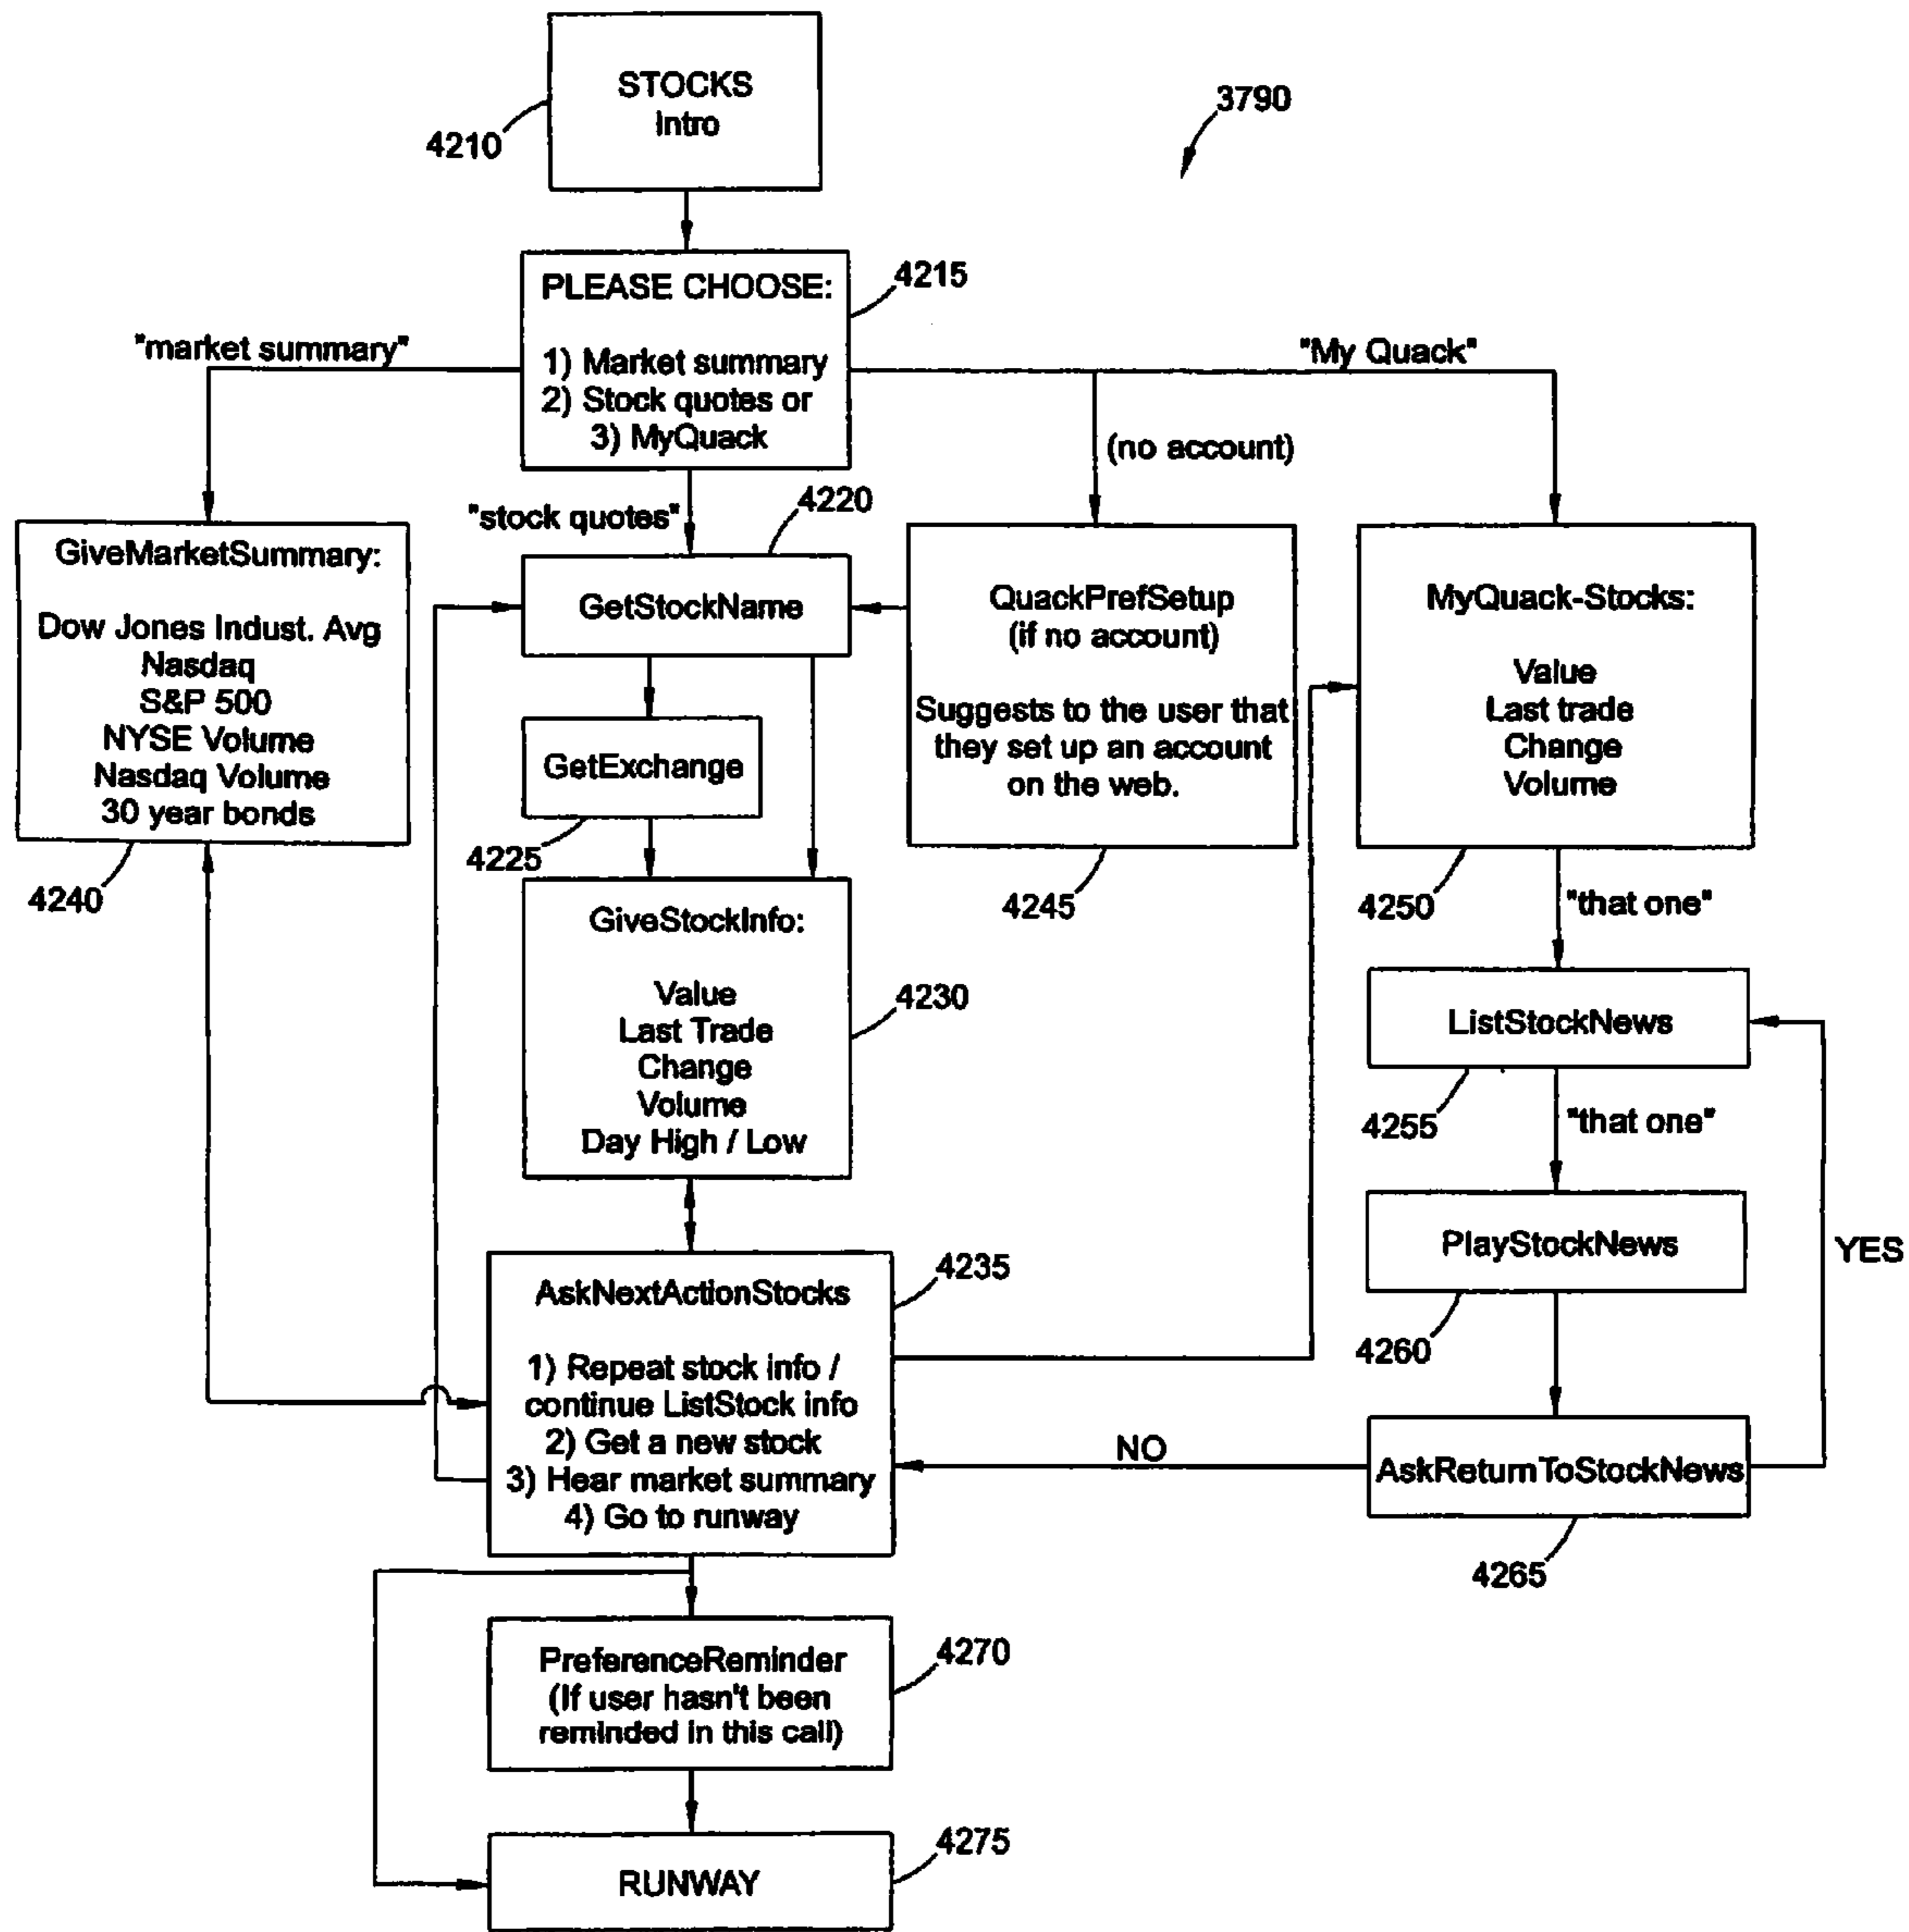 STOCKS
Intro
4210
3790
PLEASE CHOOSE:
1) Market summary
2) Stock quotes or
3) MyQuack
4215
"market summary"
"My Quack"
(no account)
"stock quotes"
4220
GiveMarketSummary:
Dow Jones Indust. Avg
Nasdaq
S&P 500
NYSE Volume
Nasdaq Volume
30 year bonds
4240
GetStockName
GetExchange
4225
QuackPrefSetup
(if no account)
Suggests to the user that
they set up an account
on the web.
4245
MyQuack-Stocks:
Value
Last trade
Change
Volume
4250
"that one"
GiveStockInfo:
Value
Last Trade
Change
Volume
Day High / Low
4230
ListStockNews
4255
"that one"
PlayStockNews
4260
YES
AskNextActionStocks
1) Repeat stock info /
continue ListStock info
2) Get a new stock
3) Hear market summary
4) Go to runway
4235
NO
AskReturnToStockNews
4265
PreferenceReminder
(If user hasn't been
reminded in this call)
4270
RUNWAY
4275